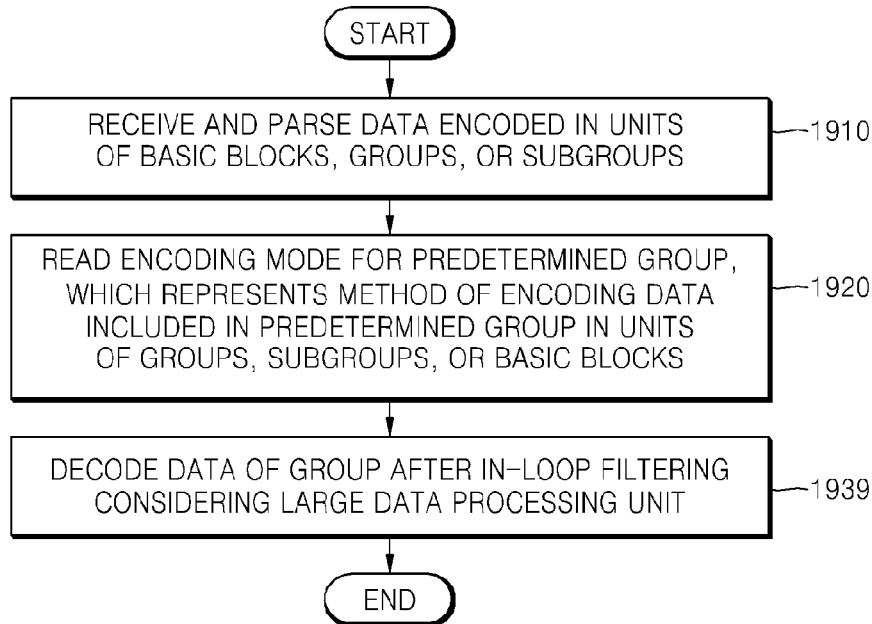 START
RECEIVE AND PARSE DATA ENCODED IN UNITS
OF BASIC BLOCKS, GROUPS, OR SUBGROUPS
1910
READ ENCODING MODE FOR PREDETERMINED GROUP,
WHICH REPRESENTS METHOD OF ENCODING DATA
INCLUDED IN PREDETERMINED GROUP IN UNITS
OF GROUPS, SUBGROUPS, OR BASIC BLOCKS
1920
DECODE DATA OF GROUP AFTER IN-LOOP FILTERING
CONSIDERING LARGE DATA PROCESSING UNIT
1939
END